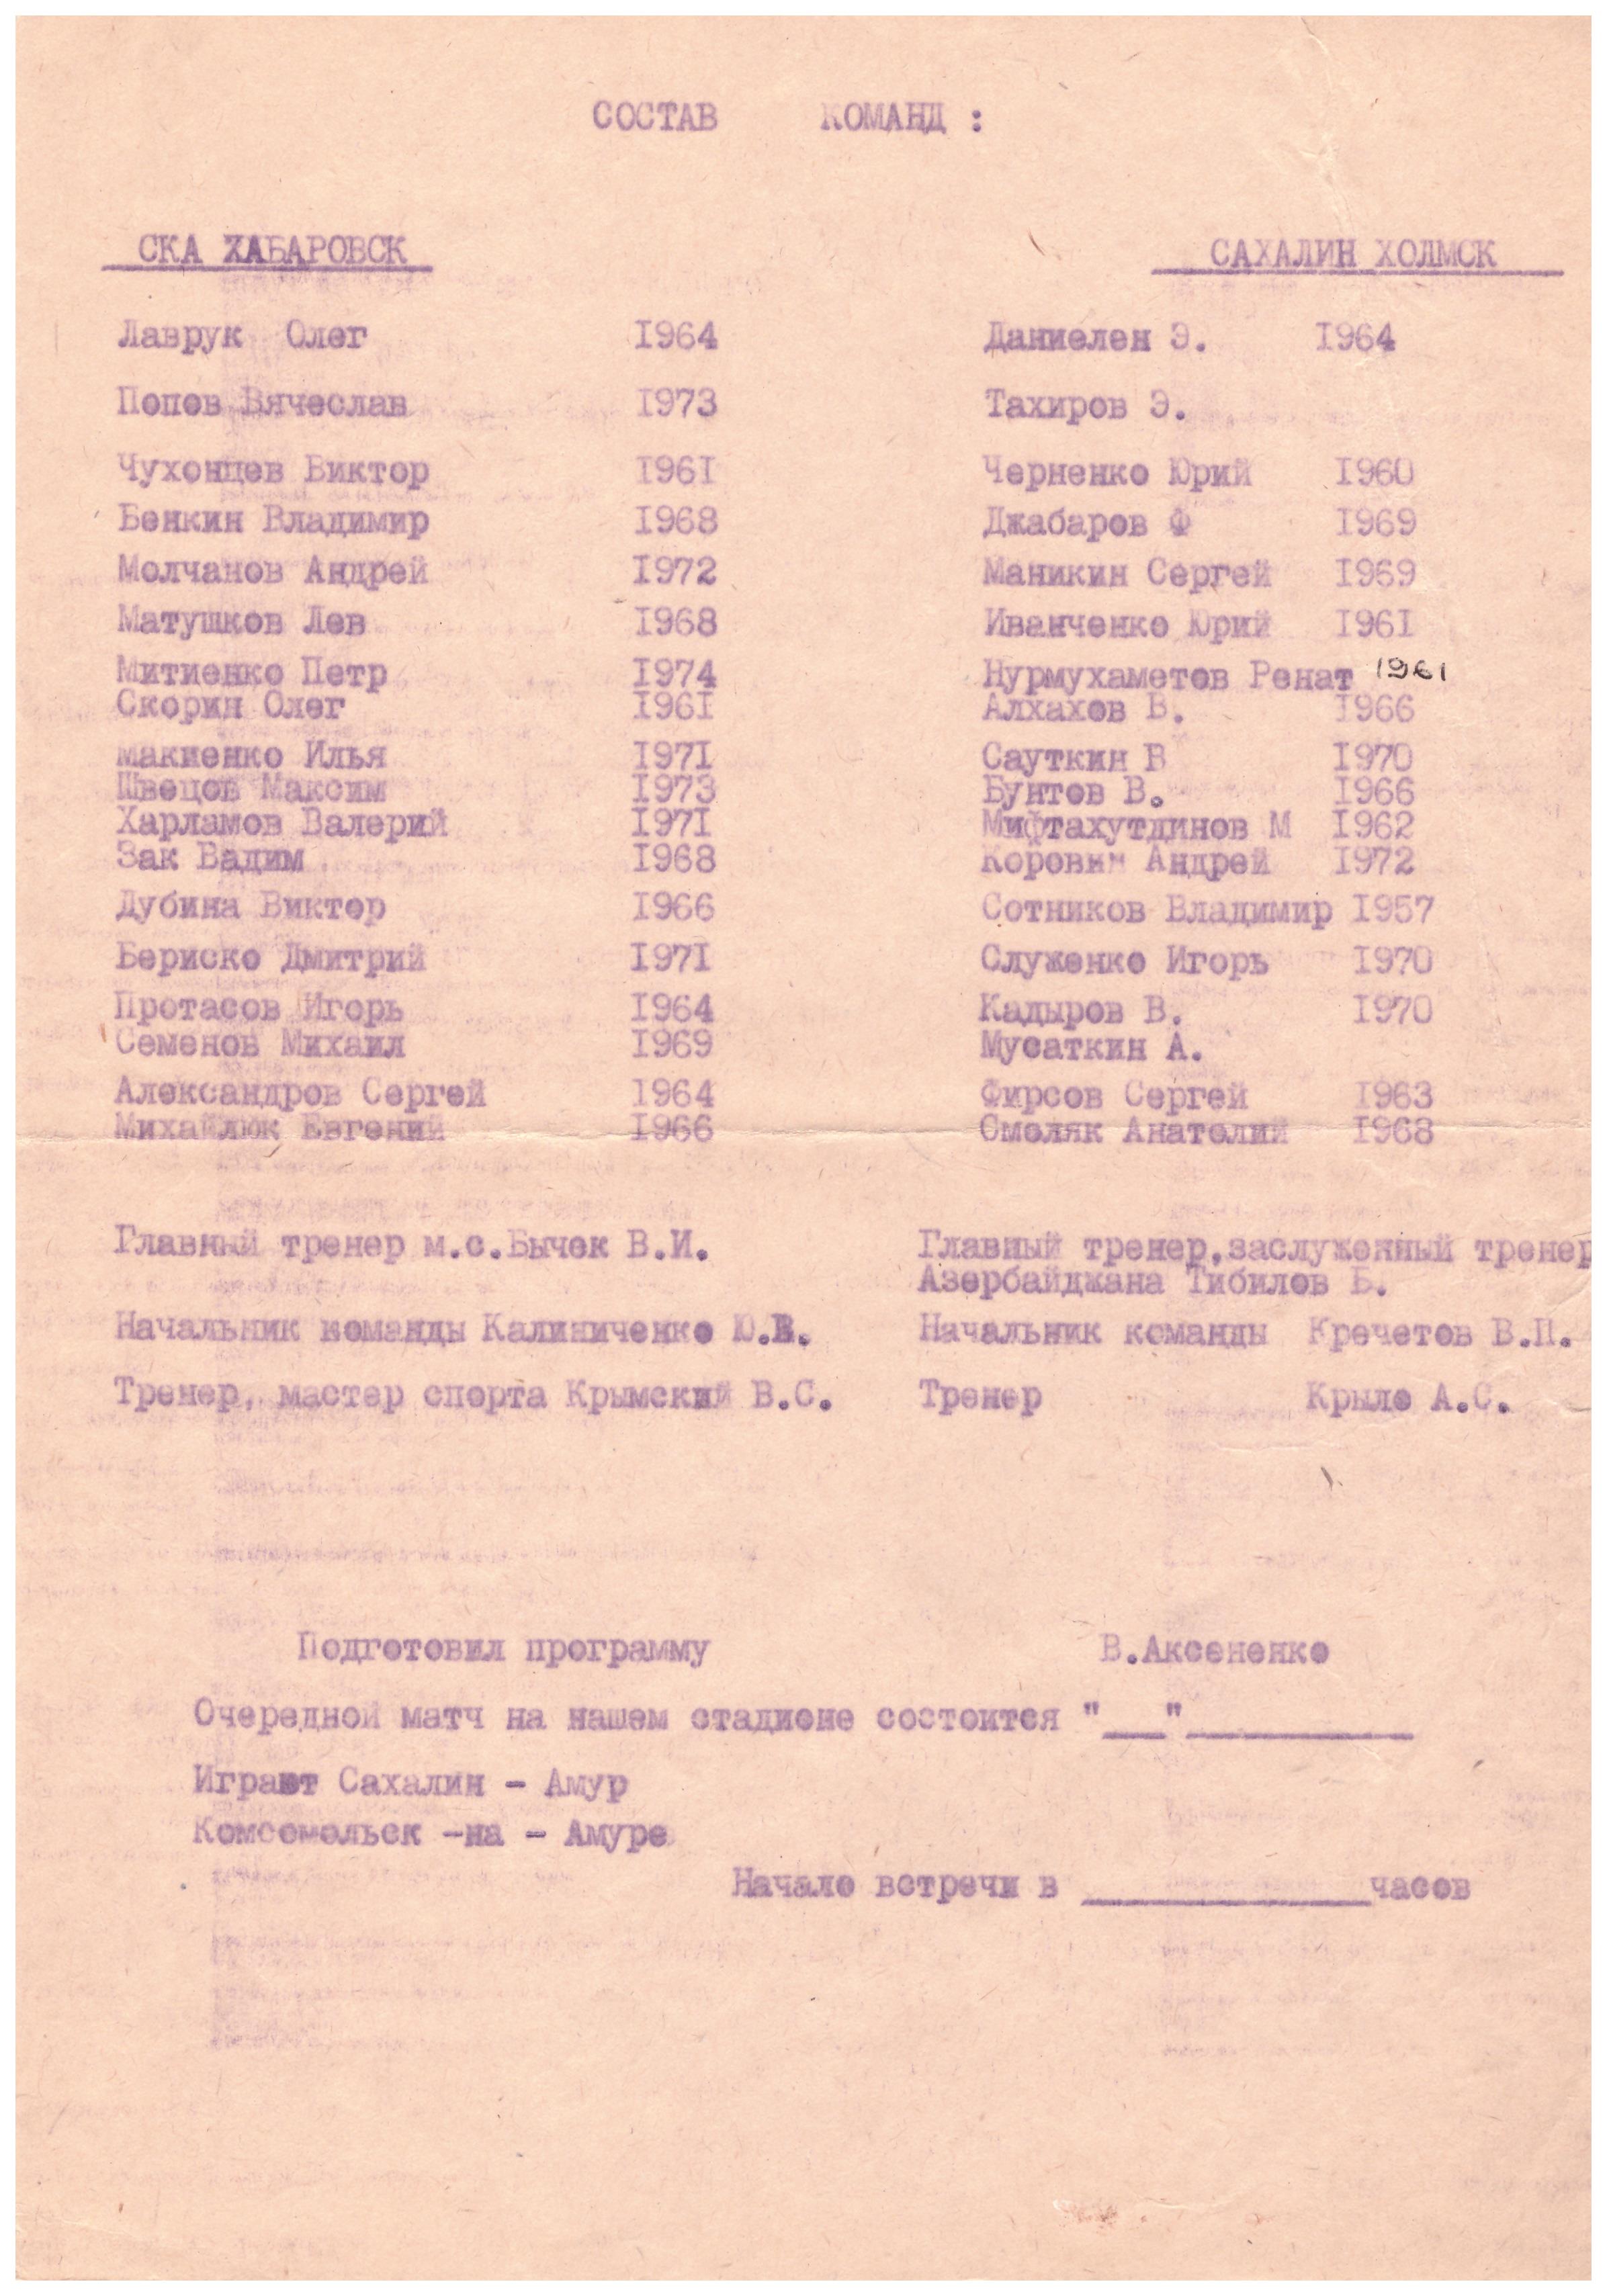 СОСТАВ КОМАНД :
СКА ХАБАРОВСК САХАЛИН ХОЛМСК
Лаврук Олег 1964 Даниелен Э. 1964
Попов Вячеслав 1973 Тахиров Э.
Чухонцев Виктор 1961 Черненко Юрий 1960
Бенкин Владимир 1968 Джабаров Ф 1969
Молчанов Андрей 1972 Маникин Сергей 1969
Матушков Лев 1968 Иванченко Юрий 1961
Митиенко Петр 1974 Нурмухаметов Ренат 1961
Скорин Олег 1961 Алхахов В. 1966
Макиенко Илья 1971 Сауткин В 1970
Швецов Максим 1973 Бунтов В. 1966
Харламов Валерий 1971 Мифтахутдинов М 1962
Зак Вадим 1968 Коровин Андрей 1972
Дубина Виктор 1966 Сотников Владимир 1957
Бериско Дмитрий 1971 Служенко Игорь 1970
Протасов Игорь 1964 Кадыров В. 1970
Семенов Михаил 1969 Мусаткин А.
Александров Сергей 1964 Фирсов Сергей 1963
Михайлюк Евгений 1966 Смоляк Анатолий 1968
Главный тренер м.с.Бычек В.И. Главный тренер,заслуженный тренер
Азербайджана Тибилов Б.
Начальник команды Калиниченко Ю.В. Начальник команды Кречетов В.П.
Тренер, мастер спорта Крымский В.С. Тренер Крыло А.С.
Подготовил программу В.Аксененко
Очередной матч на нашем стадионе состоится "___"___________
Играют Сахалин - Амур
Комсомольск -на - Амуре
Начало встречи в ______________часов